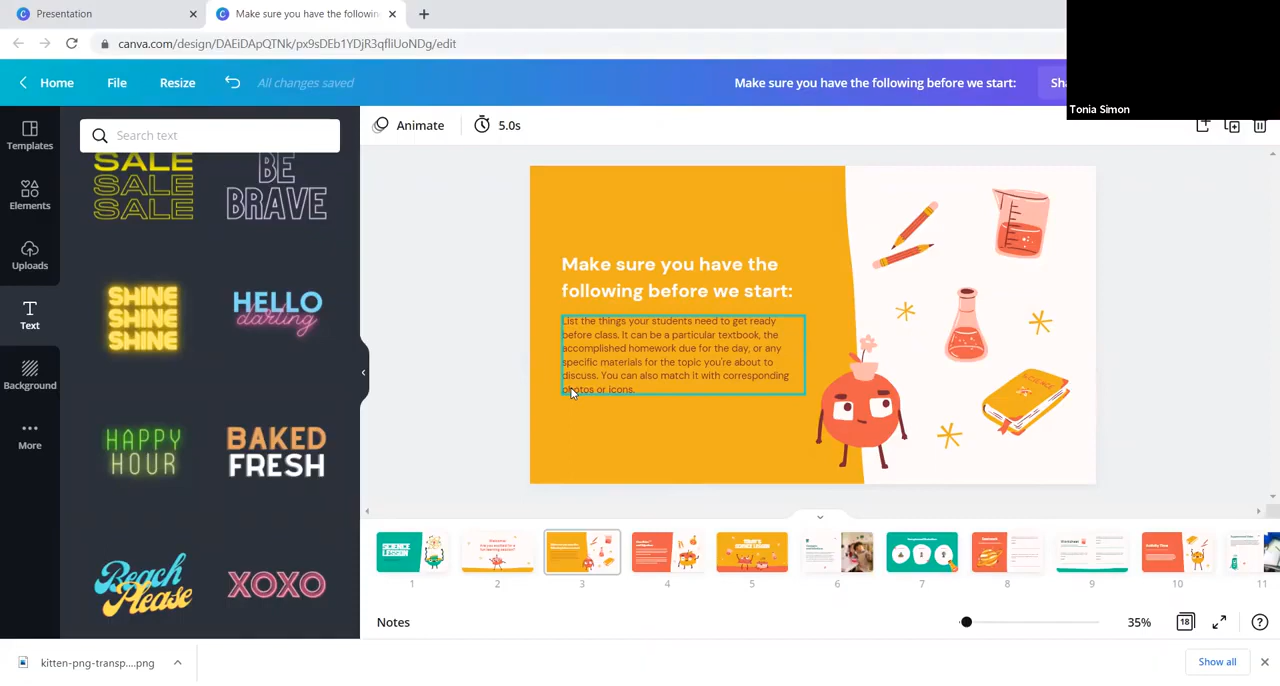 Presentation
Make sure you have the followin
canva.com/design/DAEiDApQTNk/px9sDEb1YDjR3qfliUoNDg/edit
Home
File
Resize
All changes saved
Make sure you have the following before we start:
Sha
Tonia Simon
Templates
Elements
Uploads
Text
Background
More
Search text
SALE
SALE
SALE
BE
BRAVE
SHINE
SHINE
SHINE
HELLO
darling
HAPPY
HOUR
BAKED
FRESH
Beach
Please
XOXO
Animate
5.0s
Make sure you have the
following before we start:
List the things your students need to get ready
before class. It can be a particular textbook, the
accomplished homework due for the day, or any
specific materials for the topic you're about to
discuss. You can also match it with corresponding
photos or icons.
SCIENCE
1
2
3
4
5
6
7
8
9
10
11
Notes
35%
18
kitten-png-transp....png
Show all